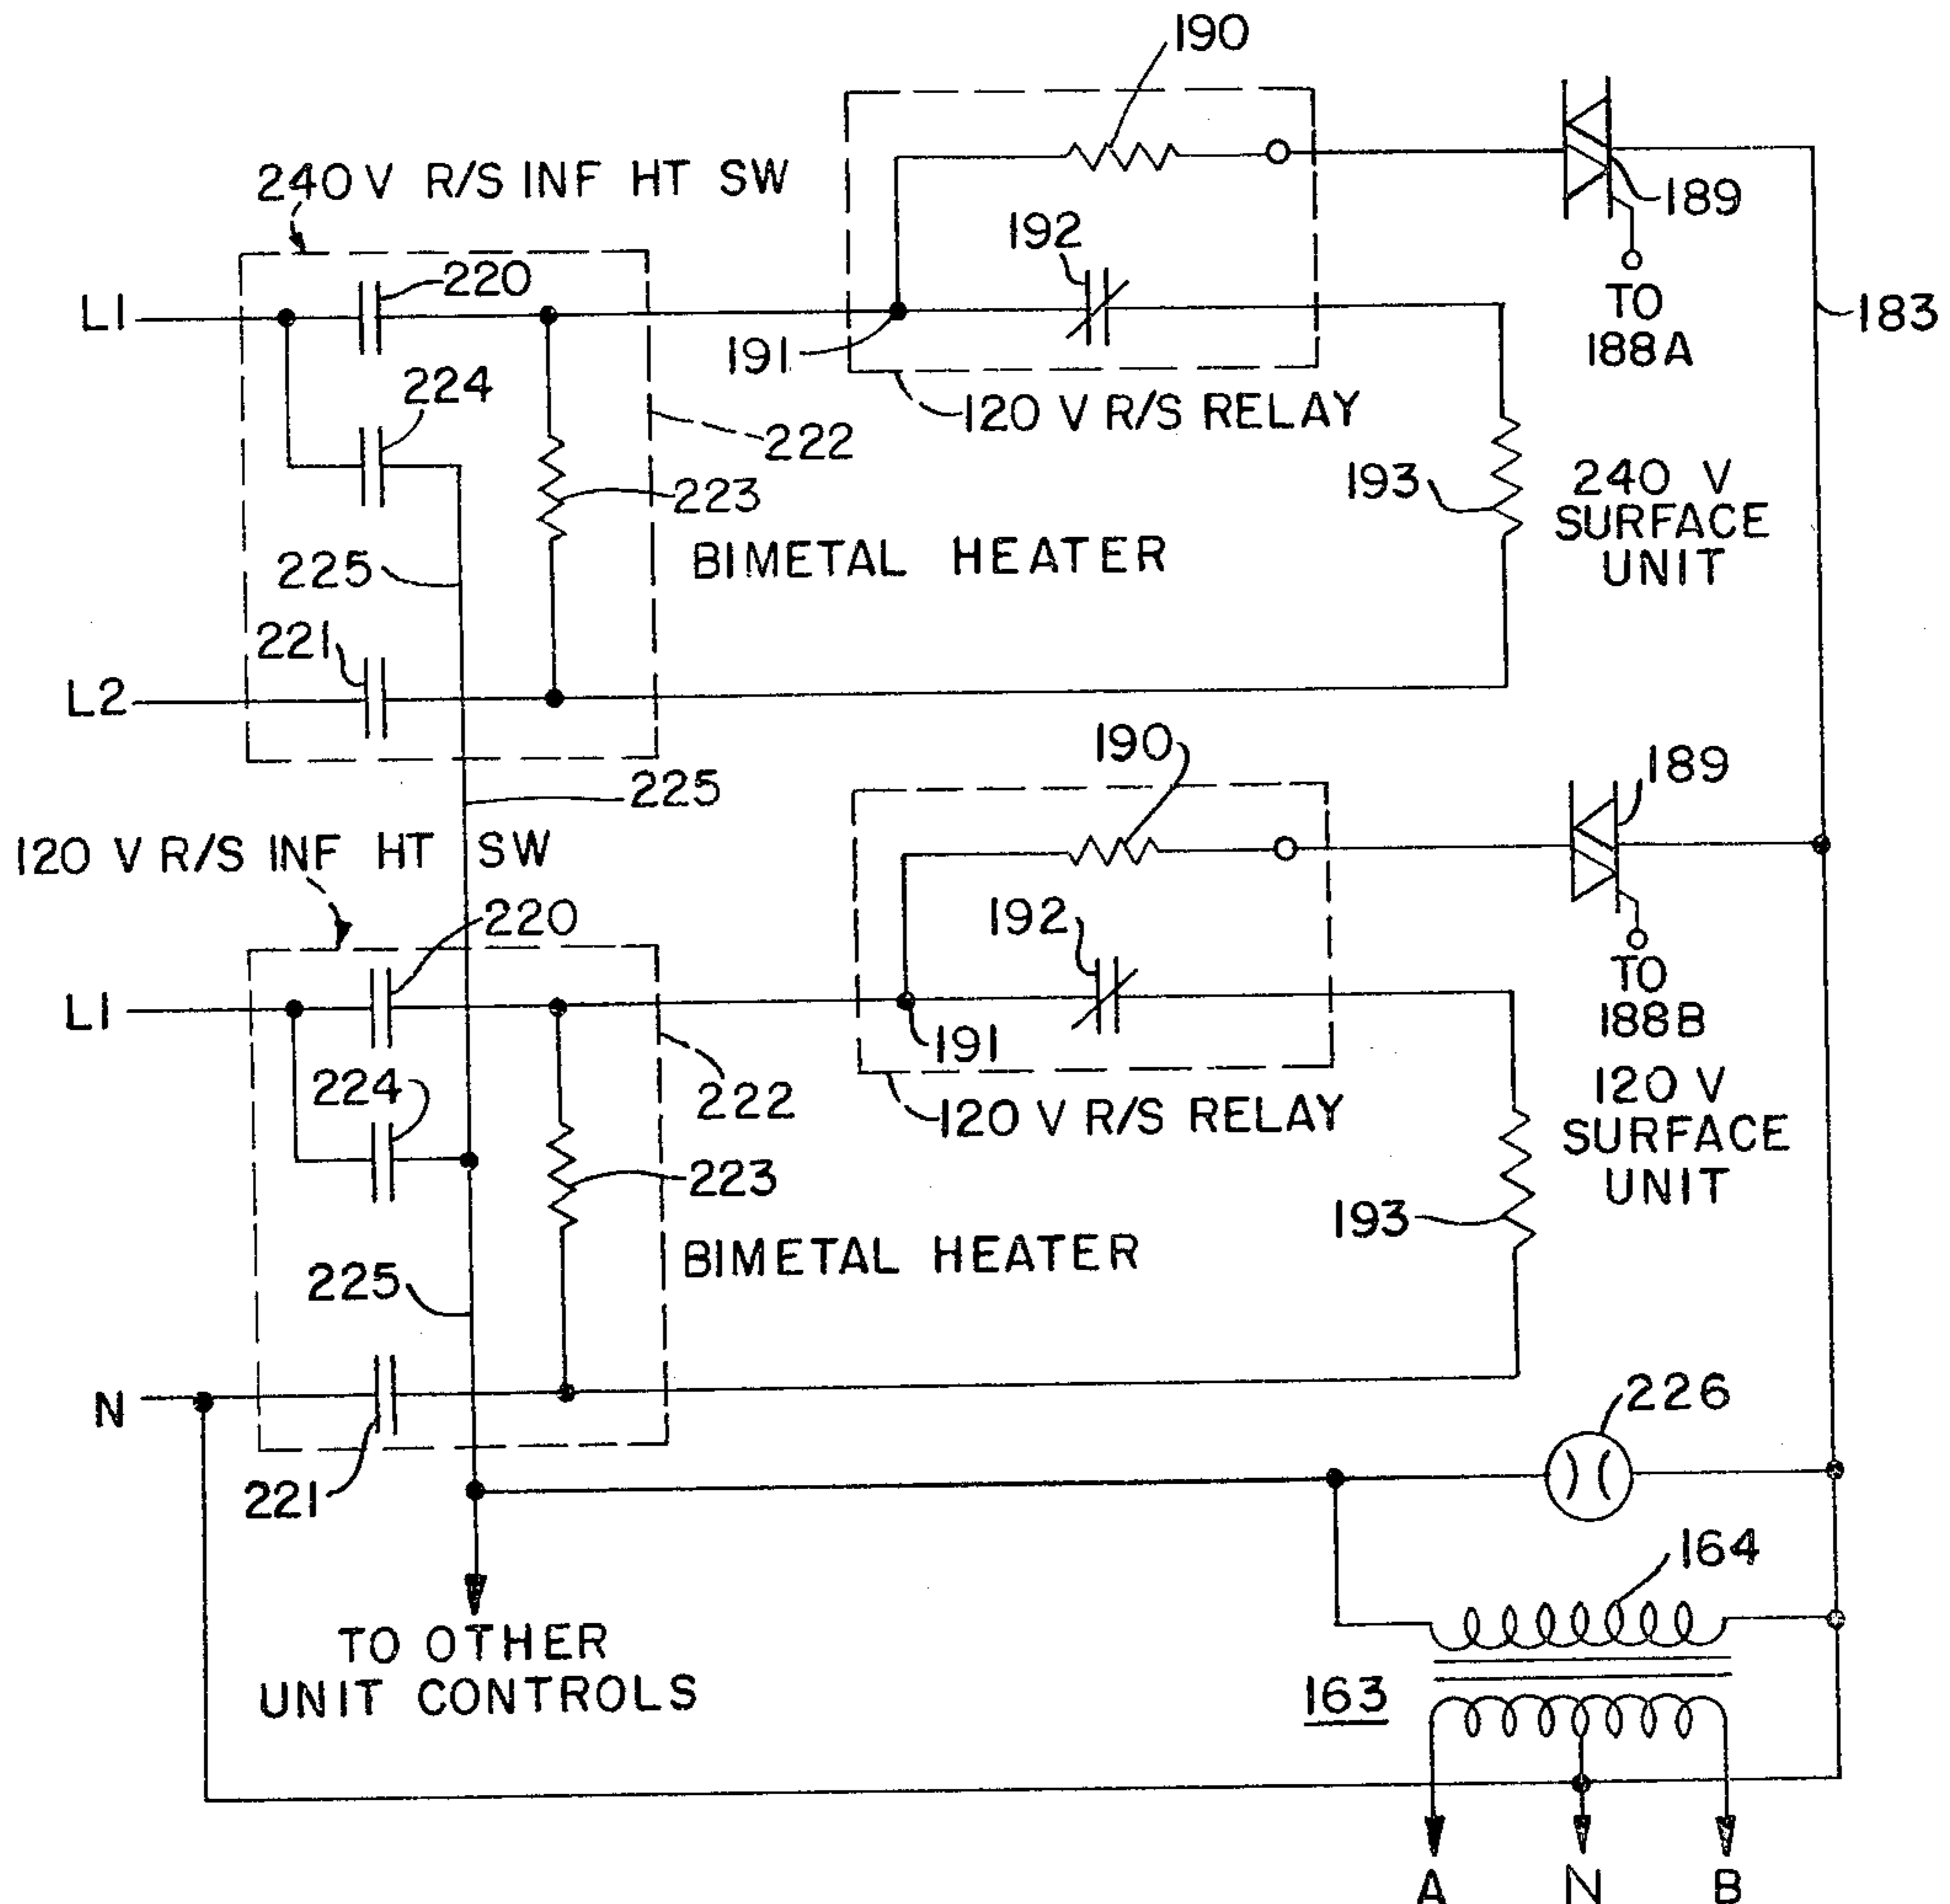 190
240 V R/S INF HT SW
189
192
220
L1
TO
188A
183
191
224
120 V R/S RELAY
222
193
240 V
SURFACE
UNIT
223
BIMETAL HEATER
225
221
L2
190
189
225
120 V R/S INF HT SW
192
220
TO
188B
L1
191
224
222
120 V R/S RELAY
120 V
SURFACE
UNIT
223
193
BIMETAL HEATER
225
226
N
221
164
TO OTHER
UNIT CONTROLS
163
A N B